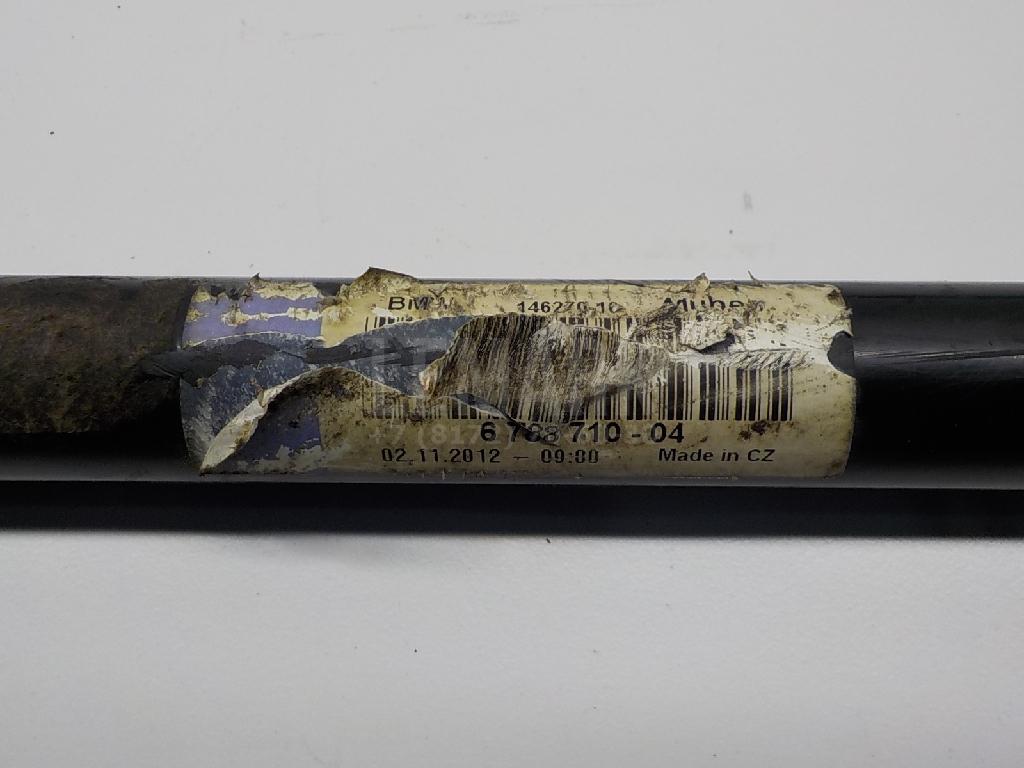 BMW 146270-10
6 788 710 - 04
02.11.2012 – 09:00 Made in CZ